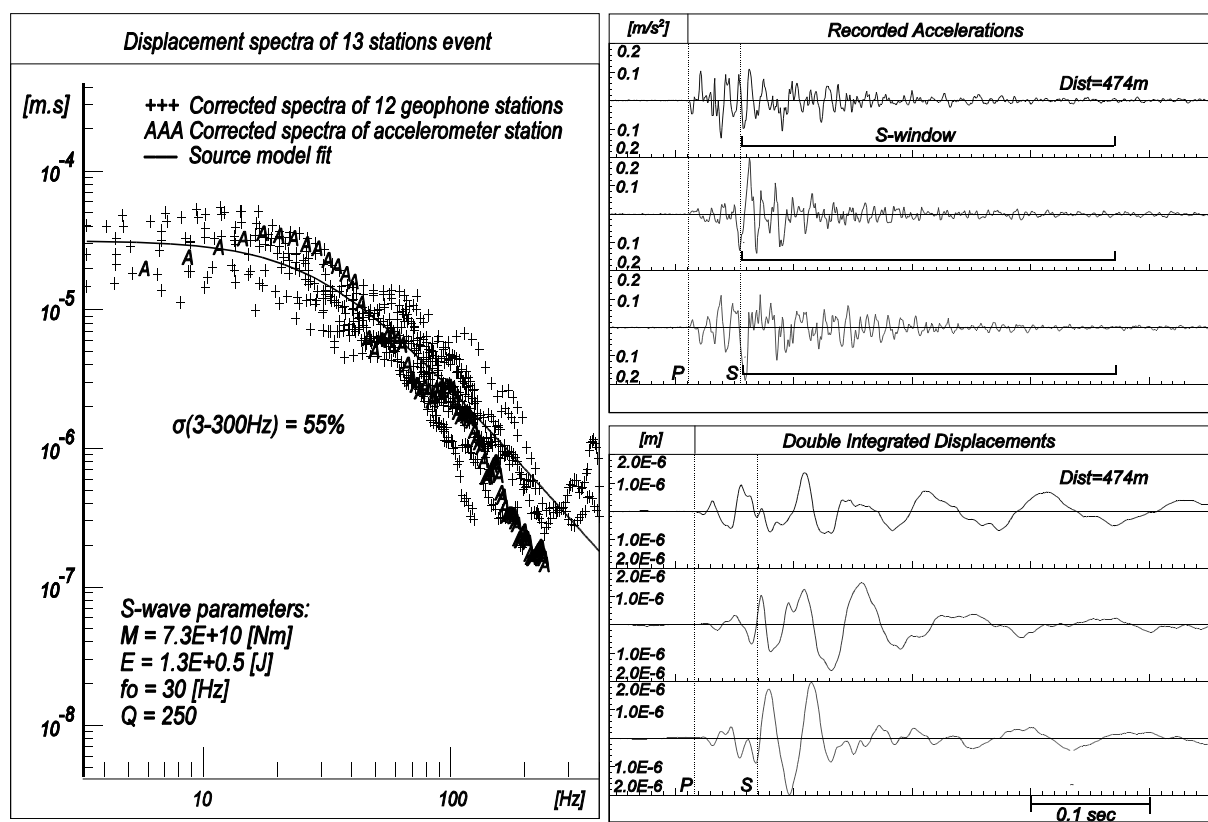 Displacement spectra of 13 stations event
[m.s]
+++ Corrected spectra of 12 geophone stations
AAA Corrected spectra of accelerometer station
— Source model fit
10⁻⁴
10⁻⁵
10⁻⁶
10⁻⁷
10⁻⁸
σ(3-300Hz) = 55%
S-wave parameters:
M = 7.3E+10 [Nm]
E = 1.3E+0.5 [J]
fo = 30 [Hz]
Q = 250
10 100 [Hz]
[m/s²] Recorded Accelerations
0.2
0.1
Dist=474m
0.1
0.2
S-window
0.2
0.1
0.1
0.2
0.2
0.1
0.1
0.2
P S
[m] Double Integrated Displacements
2.0E-6
1.0E-6
Dist=474m
1.0E-6
2.0E-6
2.0E-6
1.0E-6
1.0E-6
2.0E-6
2.0E-6
1.0E-6
1.0E-6
2.0E-6
P S
0.1 sec